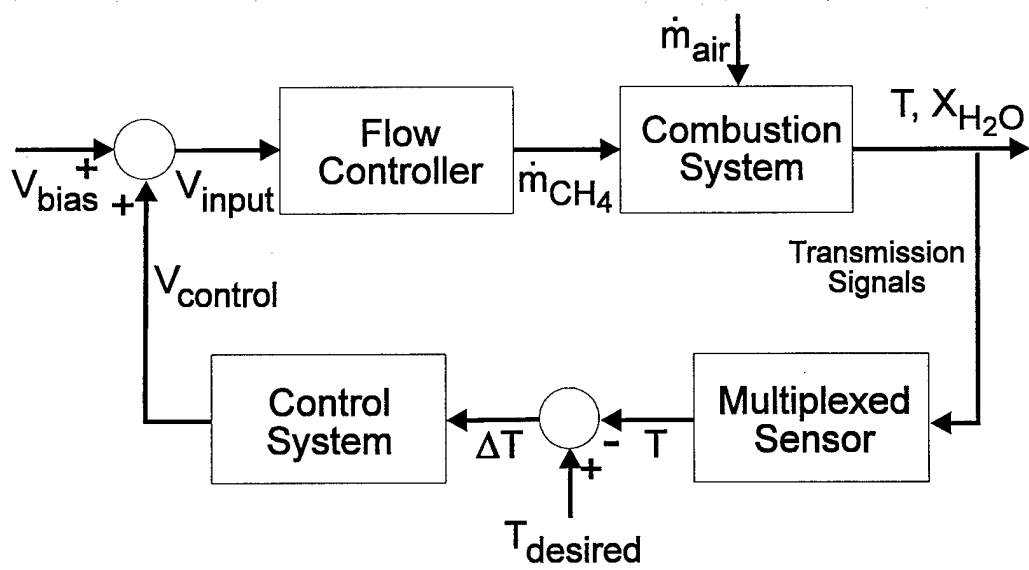 ṁair
T, XH2O
Flow
Controller
Combustion
System
+
Vbias
+
Vinput
ṁCH4
Transmission
Signals
Vcontrol
Control
System
Multiplexed
Sensor
ΔT
-
T
+
Tdesired